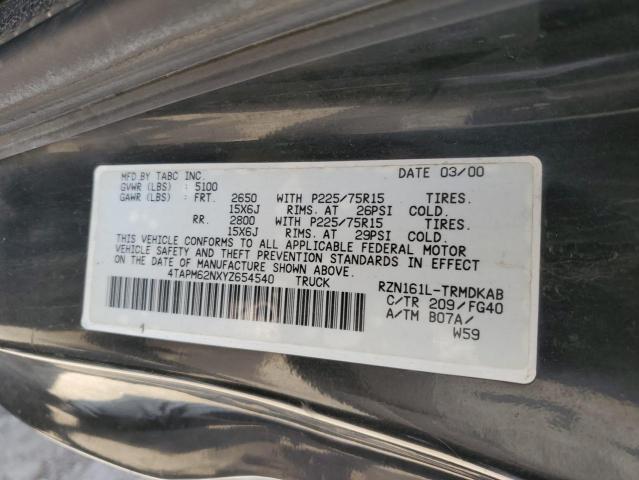 MFD BY TABC INC. DATE 03/00
GVWR (LBS) : 5100
GAWR (LBS) : FRT. 2650 WITH P225/75R15 TIRES.
15X6J RIMS. AT 26PSI COLD.
RR. 2800 WITH P225/75R15 TIRES.
15X6J RIMS. AT 29PSI COLD.
THIS VEHICLE CONFORMS TO ALL APPLICABLE FEDERAL MOTOR
VEHICLE SAFETY AND THEFT PREVENTION STANDARDS IN EFFECT
ON THE DATE OF MANUFACTURE SHOWN ABOVE.
4TAPM62NXYZ654540 TRUCK RZN161L-TRMDKAB
C/TR 209/FG40
A/TM B07A/
W59